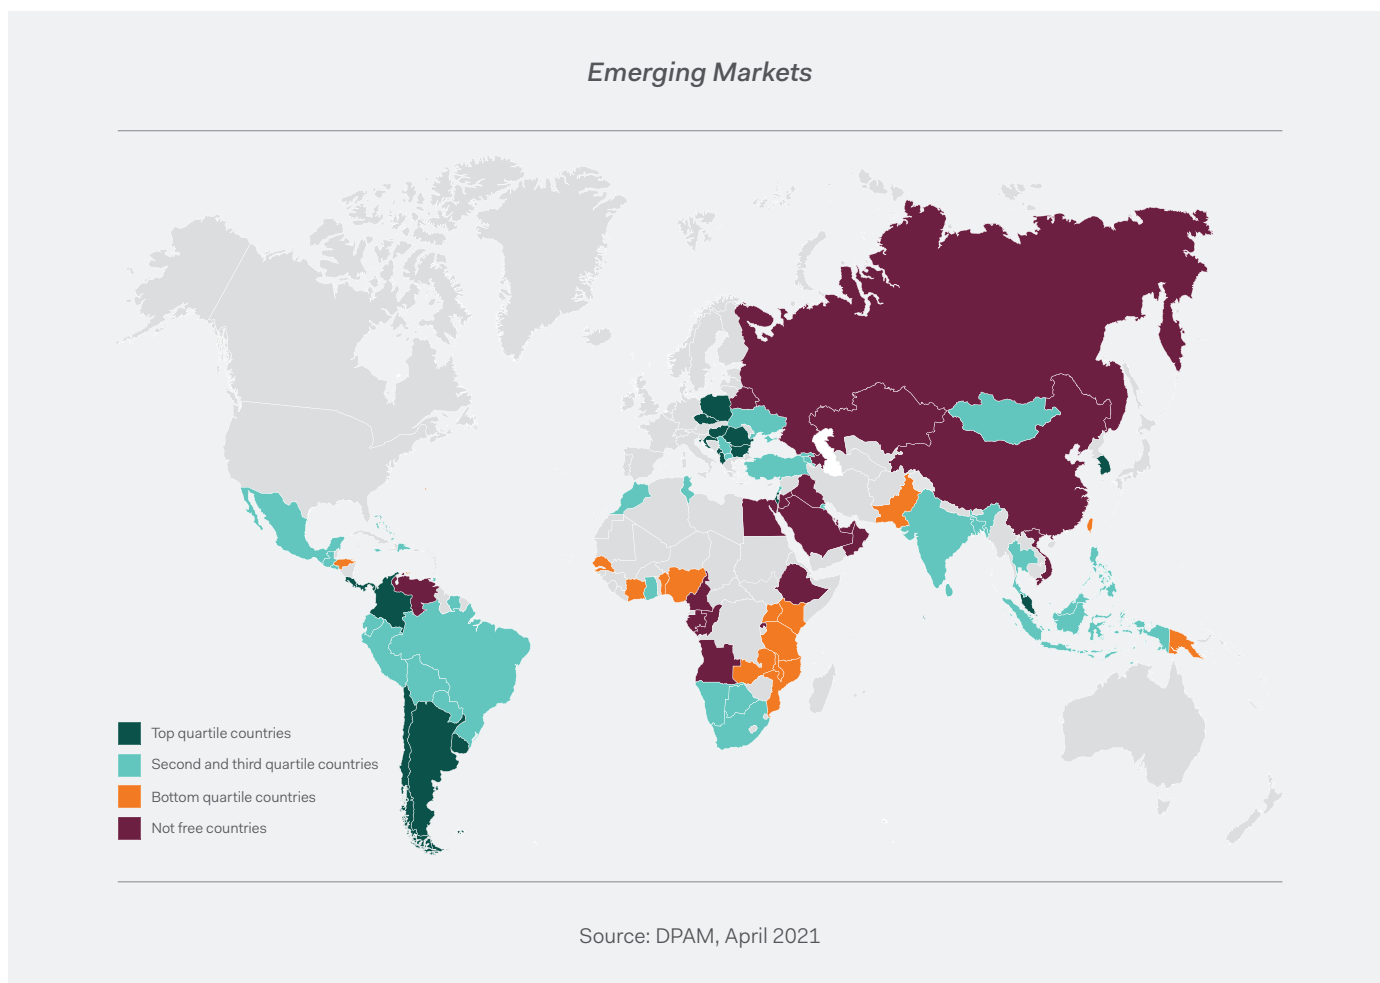 Emerging Markets
Top quartile countries
Second and third quartile countries
Bottom quartile countries
Not free countries
Source: DPAM, April 2021